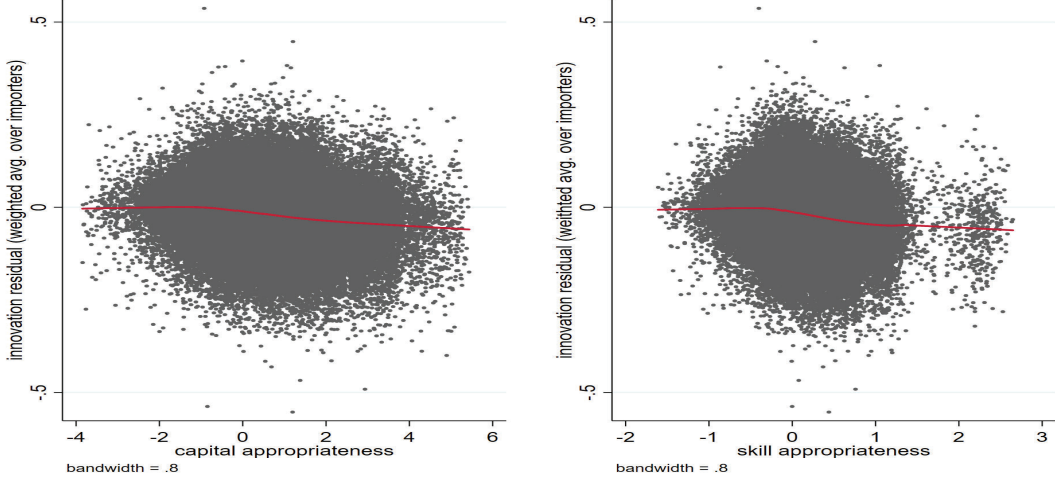 innovation residual (weighted avg. over importers)
.5
0
-.5
-4 -2 0 2 4 6
capital appropriateness
bandwidth = .8
innovation residual (weithted avg. over importers)
.5
0
-.5
-2 -1 0 1 2 3
skill appropriateness
bandwidth = .8